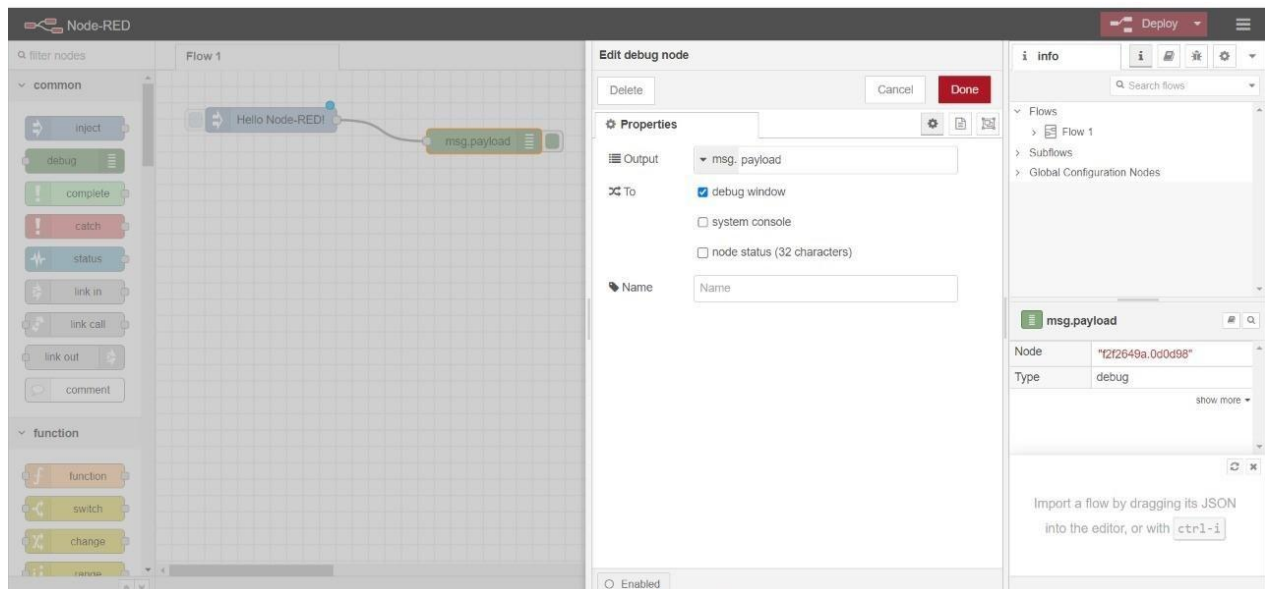 Node-RED
Deploy
filter nodes
Flow 1
common
inject
debug
complete
catch
status
link in
link call
link out
comment
function
function
switch
change
range
Hello Node-RED!
msg.payload
Edit debug node
Delete
Cancel
Done
Properties
Output
msg. payload
To
debug window
system console
node status (32 characters)
Name
Name
Enabled
i info
i
Search flows
Flows
Flow 1
Subflows
Global Configuration Nodes
msg.payload
Node
"f2f2649a.0d0d98"
Type
debug
show more
Import a flow by dragging its JSON
into the editor, or with ctrl-i